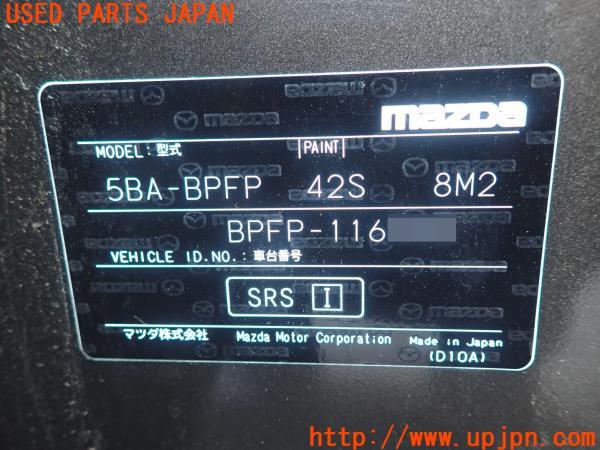 USED PARTS JAPAN
mazda
MODEL:型式 PAINT
5BA-BPFP 42S 8M2
BPFP-116
VEHICLE ID.NO.:車台番号
SRS I
マツダ株式会社 Mazda Motor Corporation Made in Japan
(D10A)
http://www.upjpn.com/